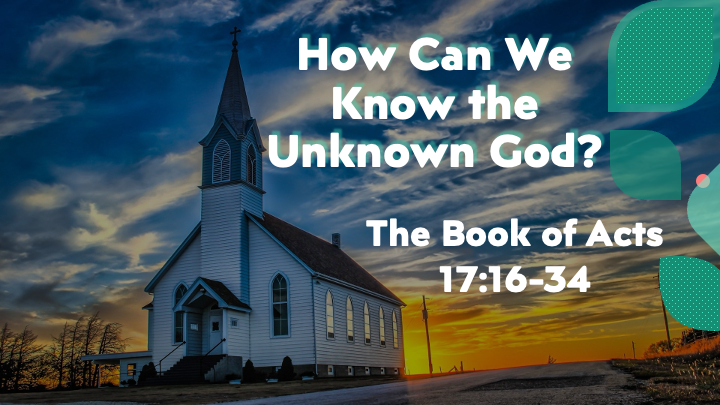 How Can We
Know the
Unknown God?
The Book of Acts
17:16-34